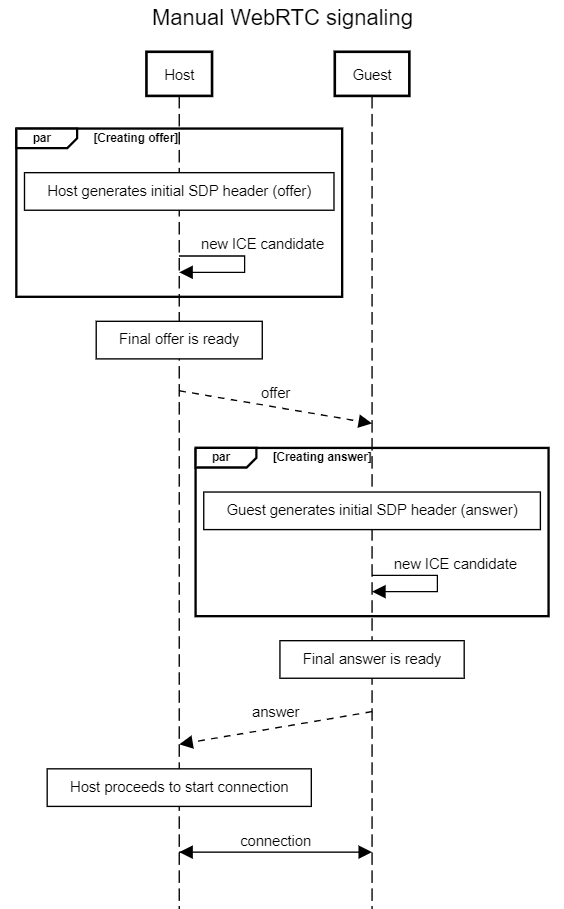 Manual WebRTC signaling
Host
Guest
par
[Creating offer]
Host generates initial SDP header (offer)
new ICE candidate
Final offer is ready
offer
par
[Creating answer]
Guest generates initial SDP header (answer)
new ICE candidate
Final answer is ready
answer
Host proceeds to start connection
connection